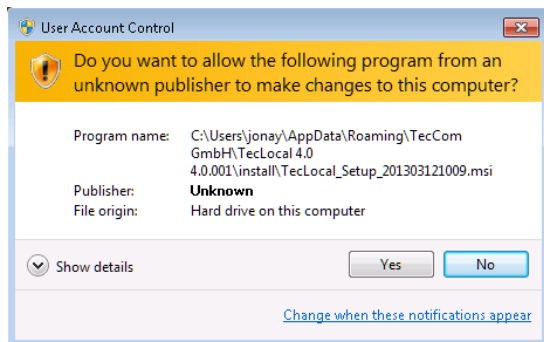 User Account Control
Do you want to allow the following program from an
unknown publisher to make changes to this computer?
Program name: C:\Users\jonay\AppData\Roaming\TecCom
GmbH\TecLocal 4.0
4.0.001\install\TecLocal_Setup_201303121009.msi
Publisher: Unknown
File origin: Hard drive on this computer
Show details Yes No
Change when these notifications appear